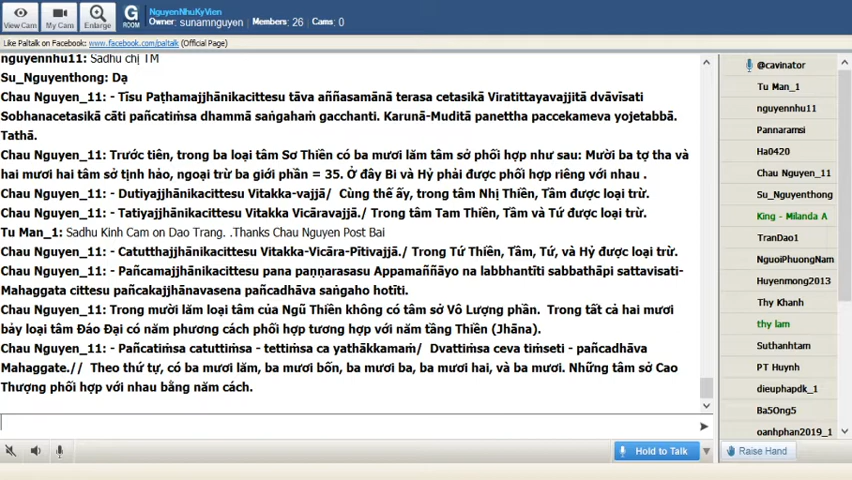 NguyenNhuKyVien
Owner: sunamnguyen   Members: 26   Cams: 0
View Cam
My Cam
Enlarge
G
ROOM
Like Paltalk on Facebook: www.facebook.com/paltalk (Official Page)
nguyennhu11: Sadhu chị TM
Su_Nguyenthong: Dạ
Chau Nguyen_11: - Tīsu Paṭhamajjhānikacittesu tāva aññasamānā terasa cetasikā Viratittayavajjitā dvāvīsati
Sobhanacetasikā cāti pañcatiṁsa dhammā saṅgahaṁ gacchanti. Karunā-Muditā panettha paccekameva yojetabbā.
Tathā.
Chau Nguyen_11: Trước tiên, trong ba loại tâm Sơ Thiền có ba mươi lăm tâm sở phối hợp như sau: Mười ba tợ tha và
hai mươi hai tâm sở tịnh hảo, ngoại trừ ba giới phần = 35. Ở đây Bi và Hỷ phải được phối hợp riêng với nhau .
Chau Nguyen_11: - Dutiyajjhānikacittesu Vitakka-vajjā/  Cùng thế ấy, trong tâm Nhị Thiền, Tầm được loại trừ.
Chau Nguyen_11: - Tatiyajjhānikacittesu Vitakka Vicāravajjā./ Trong tâm Tam Thiền, Tầm và Tứ được loại trừ.
Tu Man_1: Sadhu Kinh Cam on Dao Trang. .Thanks Chau Nguyen Post Bai
Chau Nguyen_11: - Catutthajjhānikacittesu Vitakka-Vicāra-Pītivajjā./ Trong Tứ Thiền, Tầm, Tứ, và Hỷ được loại trừ.
Chau Nguyen_11: - Pañcamajjhānikacittesu pana paṇṇarasasu Appamaññāyo na labbhantīti sabbathāpi sattavisati-
Mahaggata cittesu pañcakajjhānavasena pañcadhāva saṅgaho hotīti.
Chau Nguyen_11: Trong mười lăm loại tâm của Ngũ Thiền không có tâm sở Vô Lượng phần.  Trong tất cả hai mươi
bảy loại tâm Đáo Đại có năm phương cách phối hợp tương hợp với năm tầng Thiền (Jhāna).
Chau Nguyen_11: - Pañcatiṁsa catuttiṁsa - tettiṁsa ca yathākkamaṁ/  Dvattiṁsa ceva tiṁseti - pañcadhāva
Mahaggate.//  Theo thứ tự, có ba mươi lăm, ba mươi bốn, ba mươi ba, ba mươi hai, và ba mươi. Những tâm sở Cao
Thượng phối hợp với nhau bằng năm cách.
Hold to Talk
@cavinator
Tu Man_1
nguyennhu11
Pannaramsi
Ha0420
Chau Nguyen_11
Su_Nguyenthong
King - Milanda A
TranDao1
NguoiPhuongNam
Huyenmong2013
Thy Khanh
thy lam
Suthanhtam
PT Huynh
dieuphapdk_1
Ba5Ong5
oanhphan2019_1
Raise Hand